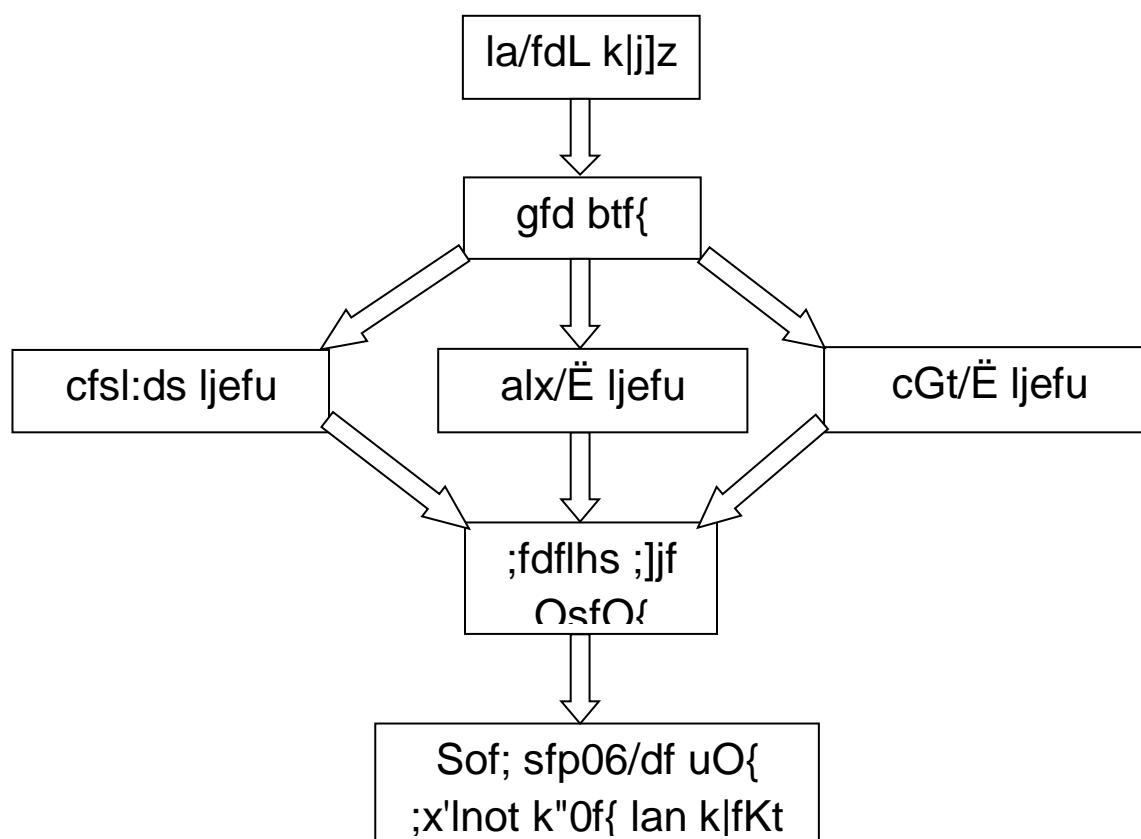 la/fdL k|j]z
gfd btf{
cfsl:ds ljefu
alx/Ë ljefu
cGt/Ë ljefu
;fdflhs ;]jf
OsfO{
Sof; sfp06/df uO{
;x'lnot k"0f{ lan k|fKt